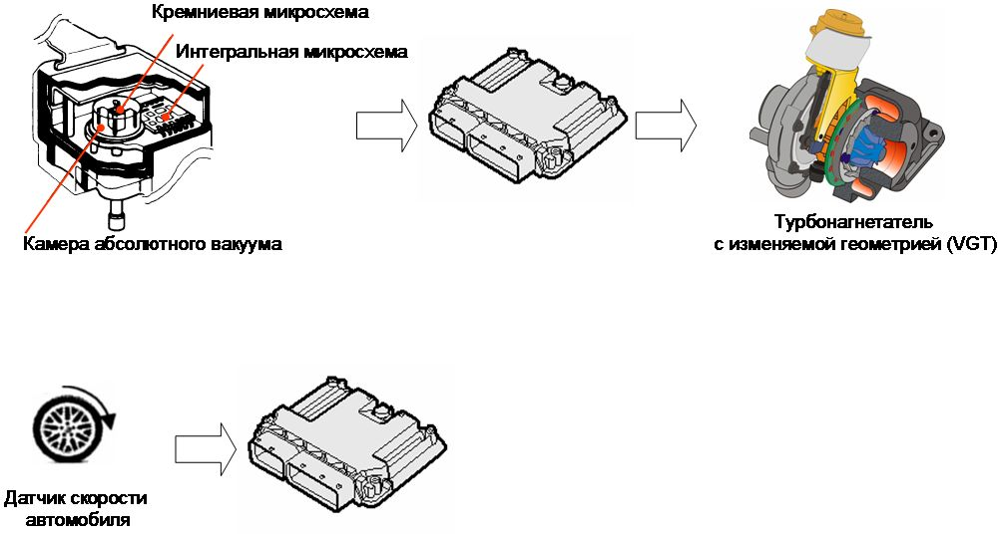 Кремниевая микросхема
Интегральная микросхема
Камера абсолютного вакуума
Турбонагнетатель
с изменяемой геометрией (VGT)
Датчик скорости
автомобиля